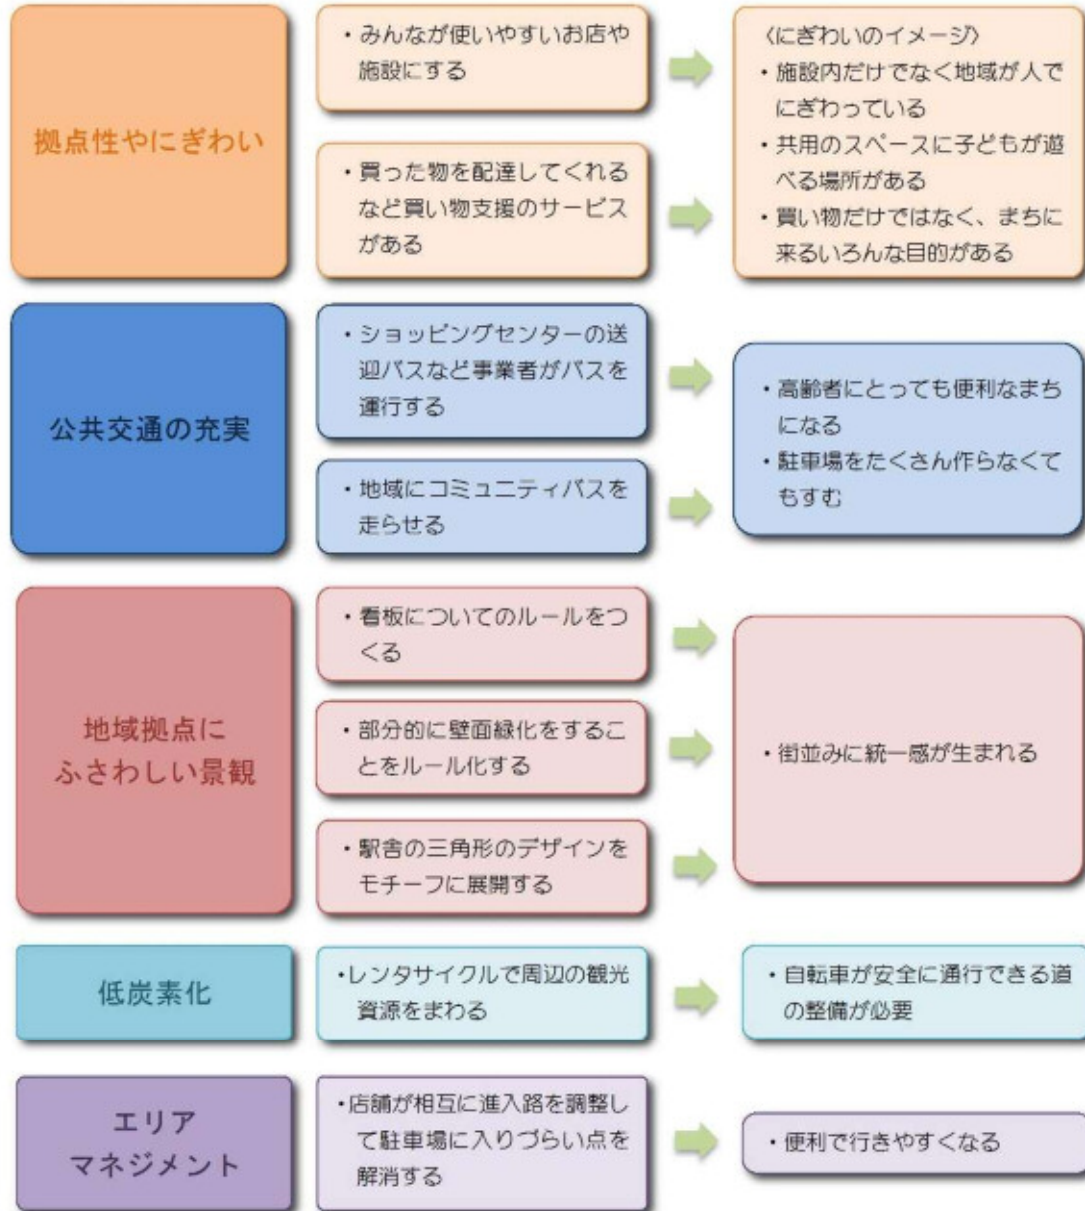 拠点性やにぎわい
・みんなが使いやすいお店や
施設にする
・買った物を配達してくれる
など買い物支援のサービス
がある
〈にぎわいのイメージ〉
・施設内だけでなく地域が人で
にぎわっている
・共用のスペースに子どもが遊
べる場所がある
・買い物だけではなく、まちに
来るいろんな目的がある
公共交通の充実
・ショッピングセンターの送
迎バスなど事業者がバスを
運行する
・地域にコミュニティバスを
走らせる
・高齢者にとっても便利なまち
になる
・駐車場をたくさん作らなくて
もすむ
地域拠点に
ふさわしい景観
・看板についてのルールをつ
くる
・部分的に壁面緑化をするこ
とをルール化する
・駅舎の三角形のデザインを
モチーフに展開する
・街並みに統一感が生まれる
低炭素化
・レンタサイクルで周辺の観光
資源をまわる
・自転車が安全に通行できる道
の整備が必要
エリア
マネジメント
・店舗が相互に進入路を調整し
て駐車場に入りづらい点を
解消する
・便利で行きやすくなる